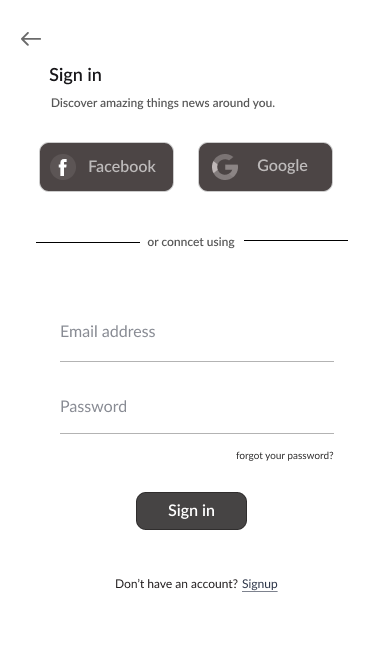 Sign in
Discover amazing things news around you.
Facebook
Google
or conncet using
Email address
Password
forgot your password?
Sign in
Don't have an account? Signup